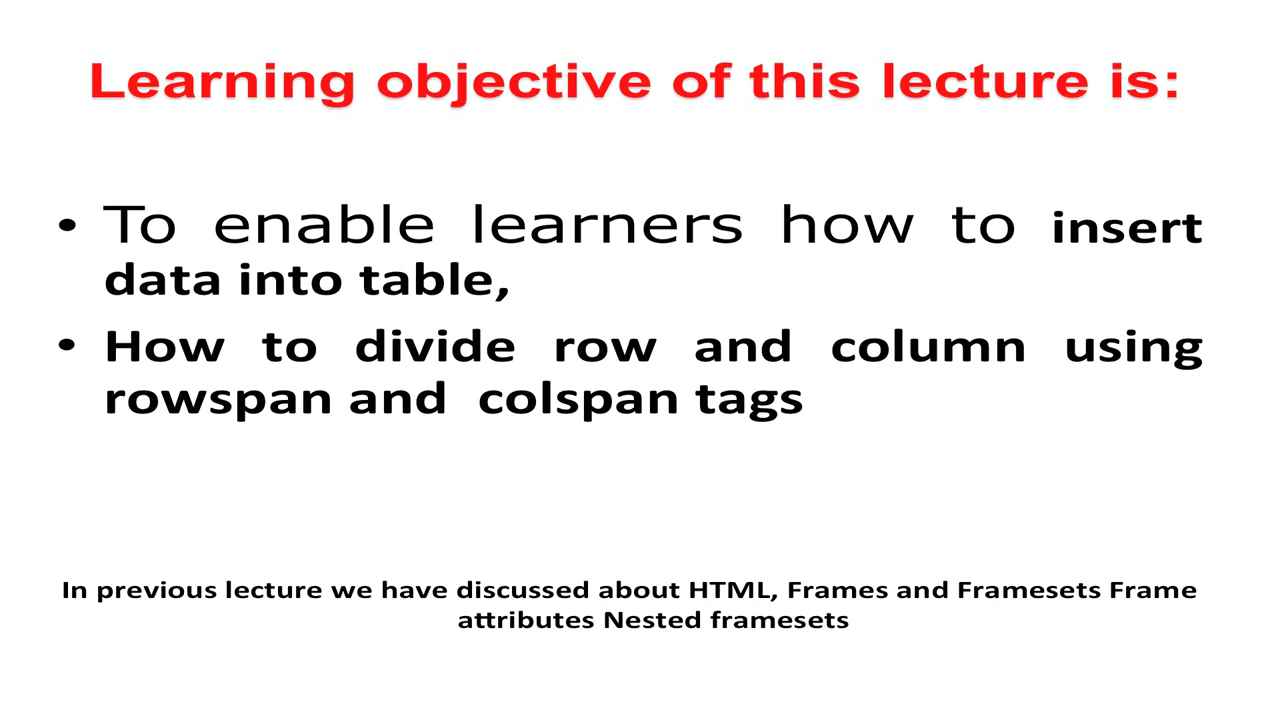 Learning objective of this lecture is:
• To enable learners how to insert
data into table,
• How to divide row and column using
rowspan and colspan tags
In previous lecture we have discussed about HTML, Frames and Framesets Frame
attributes Nested framesets